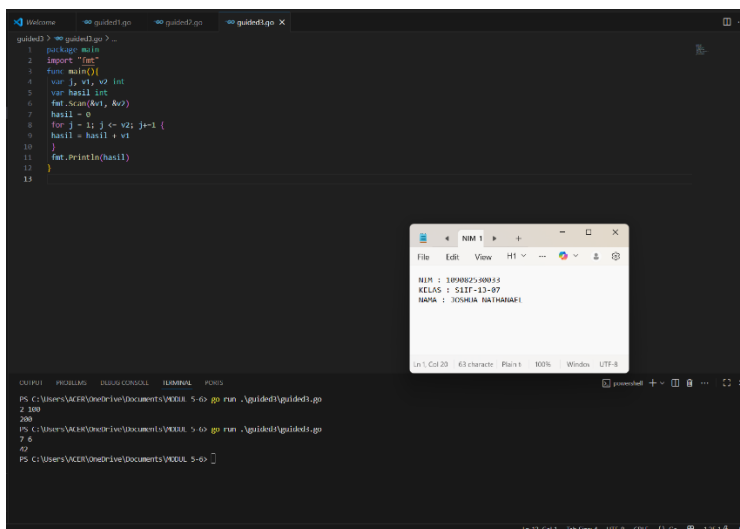 Welcome guided1.go guided2.go guided3.go
guided3 > guided3.go > ...
1 package main
2 import "fmt"
3 func main(){
4 var j, v1, v2 int
5 var hasil int
6 fmt.Scan(&v1, &v2)
7 hasil = 0
8 for j = 1; j <= v2; j+=1 {
9 hasil = hasil + v1
10 }
11 fmt.Println(hasil)
12 }
13
NIM 1
File Edit View H1
NIM : 109082530033
KELAS : S1IF-13-07
NAMA : JOSHUA NATHANAEL
Ln 1, Col 20 63 characte Plain t 100% Window UTF-8
OUTPUT PROBLEMS DEBUG CONSOLE TERMINAL PORTS
powershell
PS C:\Users\ACER\OneDrive\Documents\MODUL 5-6> go run .\guided3\guided3.go
2 100
200
PS C:\Users\ACER\OneDrive\Documents\MODUL 5-6> go run .\guided3\guided3.go
7 6
42
PS C:\Users\ACER\OneDrive\Documents\MODUL 5-6>